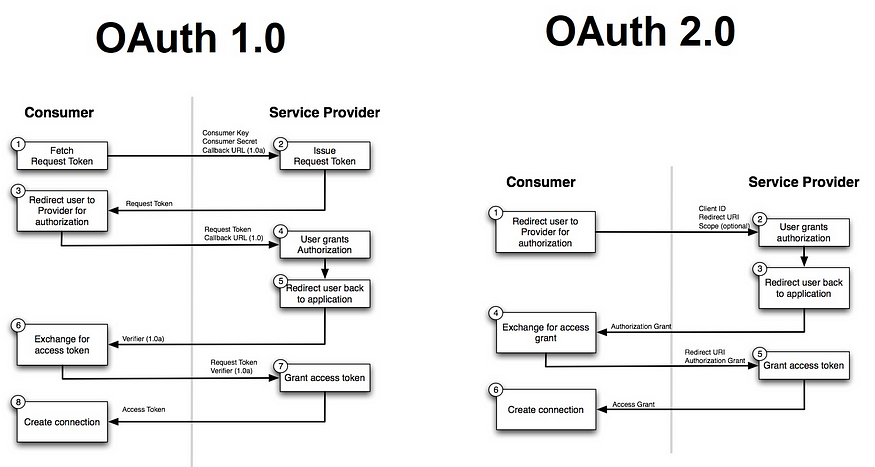 OAuth 1.0
Consumer
Service Provider
1
Fetch
Request Token
Consumer Key
Consumer Secret
Callback URL (1.0a)
2
Issue
Request Token
3
Redirect user to
Provider for
authorization
Request Token
Request Token
Callback URL (1.0)
4
User grants
Authorization
5
Redirect user back
to application
6
Exchange for
access token
Verifier (1.0a)
Request Token
Verifier (1.0a)
7
Grant access token
8
Create connection
Access Token
OAuth 2.0
Consumer
Service Provider
1
Redirect user to
Provider for
authorization
Client ID
Redirect URI
Scope (optional)
2
User grants
authorization
3
Redirect user back
to application
4
Exchange for access
grant
Authorization Grant
Redirect URI
Authorization Grant
5
Grant access token
6
Create connection
Access Grant